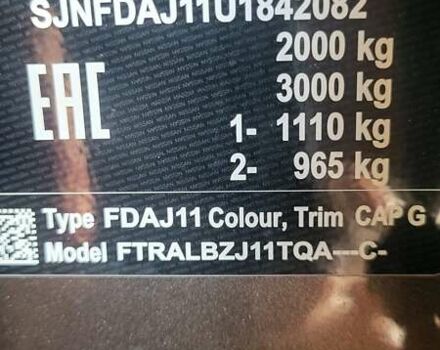 SJNFDAJ11U1842082
2000 kg
EAC 3000 kg
1- 1110 kg
2- 965 kg
Type FDAJ11 Colour, Trim CAP G
Model FTRALBZJ11TQA---C-